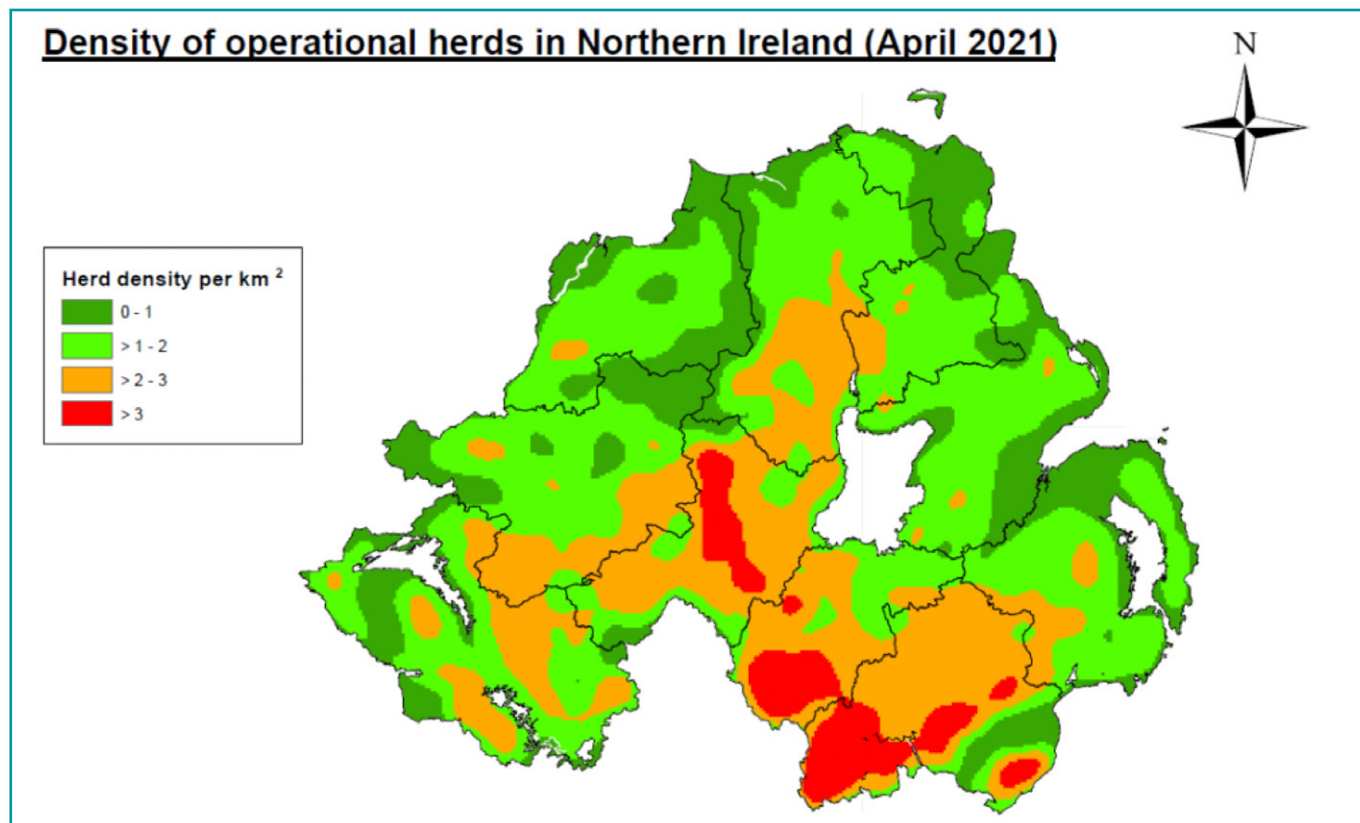 Density of operational herds in Northern Ireland (April 2021)
N
Herd density per km ²
0 - 1
> 1 - 2
> 2 - 3
> 3